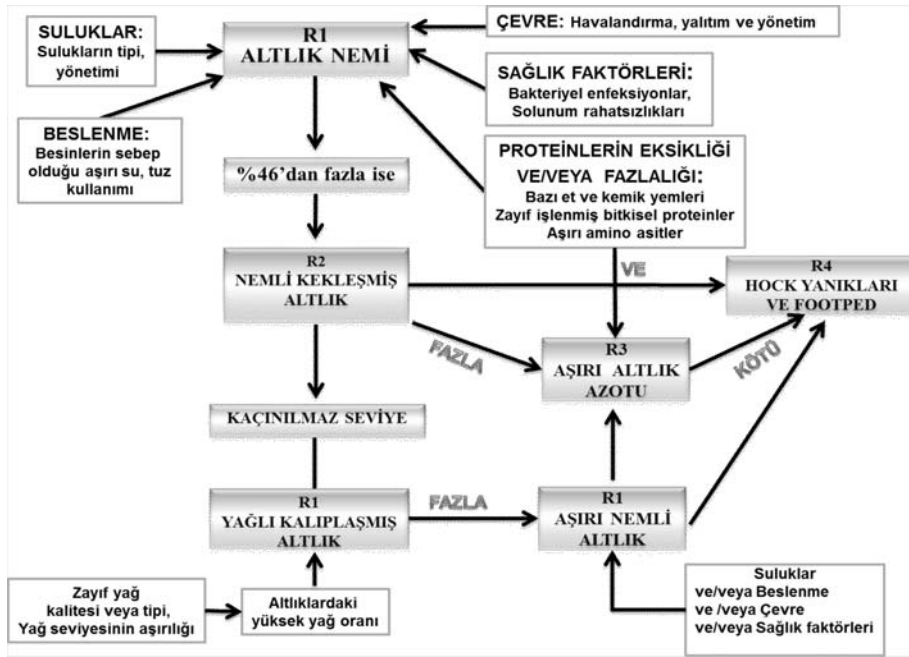 SULUKLAR:
Sulukların tipi,
yönetimi
R1
ALTLIK NEMİ
ÇEVRE: Havalandırma, yalıtım ve yönetim
SAĞLIK FAKTÖRLERİ:
Bakteriyel enfeksiyonlar,
Solunum rahatsızlıkları
BESLENME:
Besinlerin sebep
olduğu aşırı su, tuz
kullanımı
PROTEİNLERİN EKSİKLİĞİ
VE/VEYA FAZLALIĞI:
Bazı et ve kemik yemleri
Zayıf işlenmiş bitkisel proteinler
Aşırı amino asitler
%46'dan fazla ise
R2
NEMLİ KEKLEŞMİŞ
ALTLIK
VE
R4
HOCK YANIKLARI
VE FOOTPED
FAZLA
R3
AŞIRI ALTLIK
AZOTU
KÖTÜ
KAÇINILMAZ SEVİYE
R1
YAĞLI KALIPLAŞMIŞ
ALTLIK
FAZLA
R1
AŞIRI NEMLİ
ALTLIK
Zayıf yağ
kalitesi veya tipi,
Yağ seviyesinin aşırılığı
Altlıklardaki
yüksek yağ oranı
Suluklar
ve/veya Beslenme
ve /veya Çevre
ve/veya Sağlık faktörleri